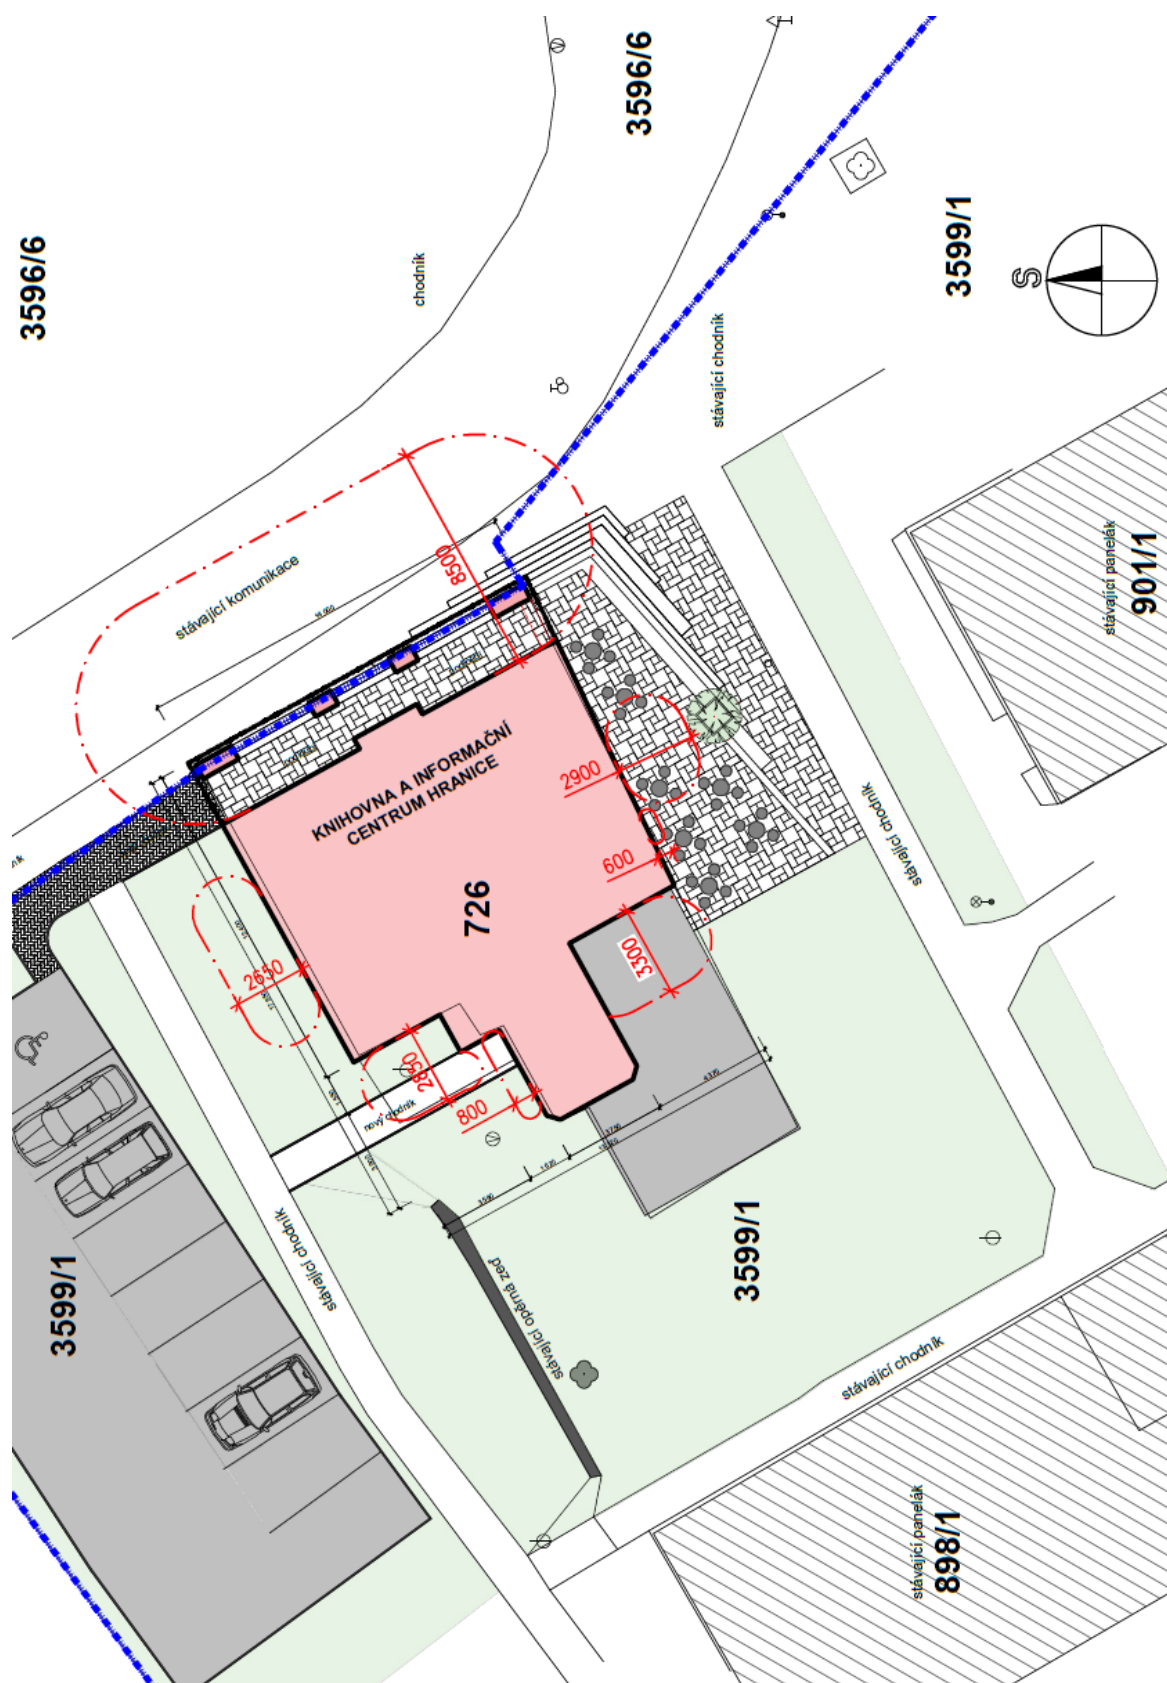 3596/6
3596/6
3599/1
S
chodník
stávající chodník
stávající komunikace
8500
stávající panelák
901/1
KNIHOVNA A INFORMAČNÍ
CENTRUM HRANICE
726
2900
600
3300
2650
2850
800
nový chodník
stávající chodník
stávající chodník
3599/1
3599/1
stávající opěrná zeď
stávající chodník
stávající panelák
898/1